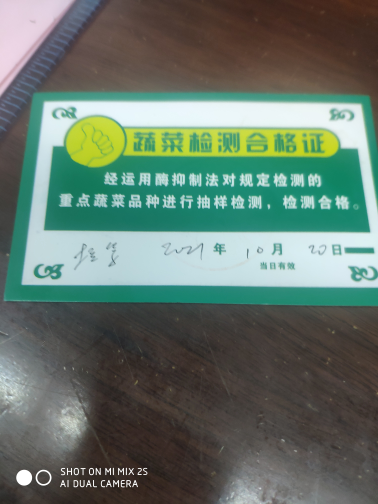 蔬菜检测合格证
经运用酶抑制法对规定检测的
重点蔬菜品种进行抽样检测，检测合格。
2021 年 10 月 20 日
当日有效
SHOT ON MI MIX 2S
AI DUAL CAMERA